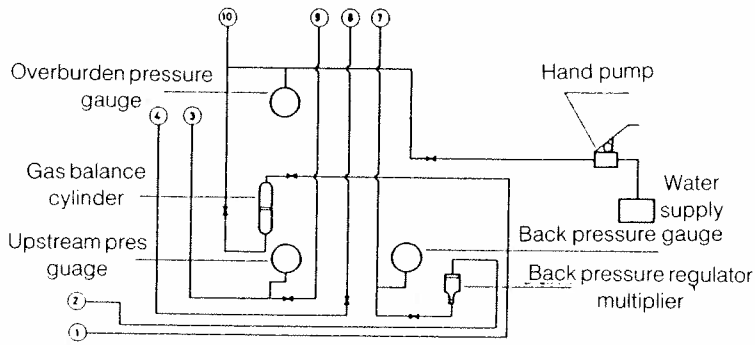 10
9
8
7
Overburden pressure
gauge
Hand pump
4
3
Gas balance
cylinder
Water
supply
Upstream pres
guage
Back pressure gauge
Back pressure regulator
multiplier
2
1